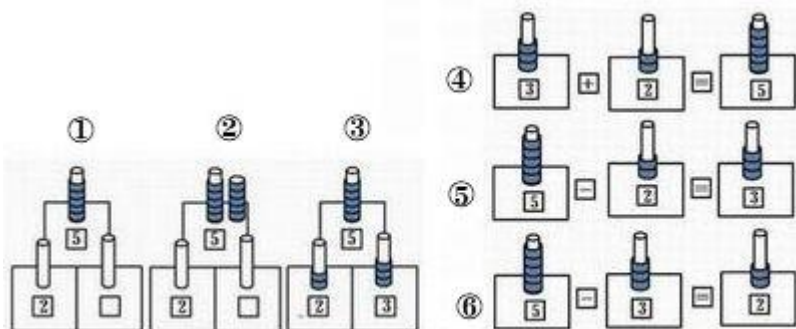 ① ② ③
5 5 5
2 2 2 3
④ 3 + 2 = 5
⑤ 5 - 2 = 3
⑥ 5 - 3 = 2